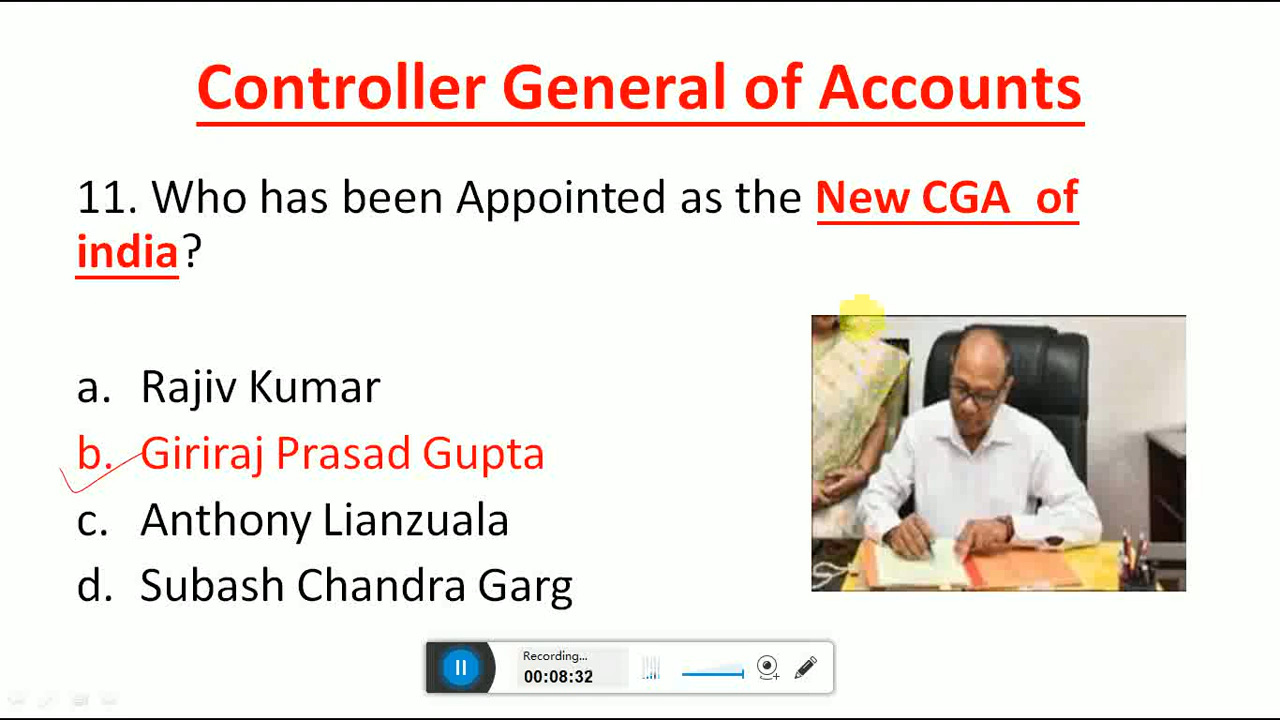 Controller General of Accounts
11. Who has been Appointed as the New CGA of
india?
a. Rajiv Kumar
b. Giriraj Prasad Gupta
c. Anthony Lianzuala
d. Subash Chandra Garg
Recording...
00:08:32